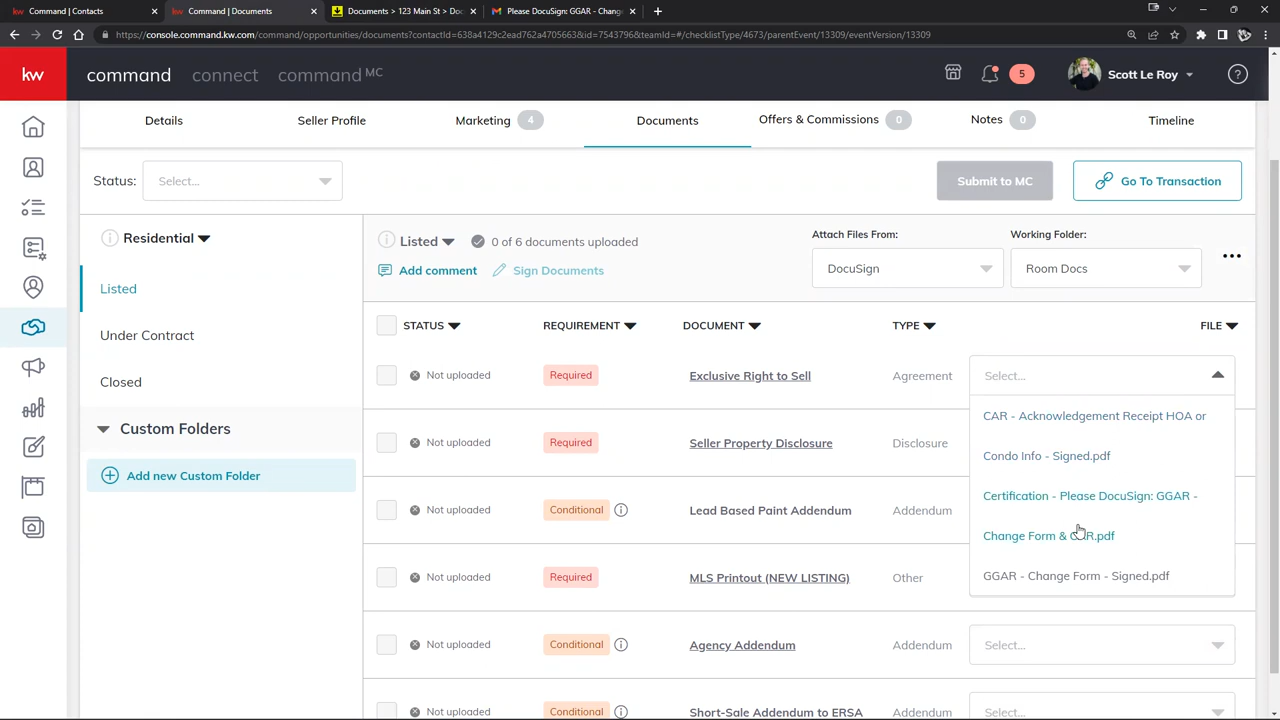 Command | Contacts
Command | Documents
Documents > 123 Main St > Doc
Please DocuSign: GGAR - Chang
https://console.command.kw.com/command/opportunities/documents?contactId=638a4129c2ead762a4705663&id=7543796&teamId=#/checklistType/4673/parentEvent/13309/eventVersion/13309
kw
command
connect
command MC
5
Scott Le Roy
Details
Seller Profile
Marketing 4
Documents
Offers & Commissions 0
Notes 0
Timeline
Status:
Select...
Submit to MC
Go To Transaction
Residential
Listed
Under Contract
Closed
Custom Folders
Add new Custom Folder
Listed
0 of 6 documents uploaded
Add comment
Sign Documents
Attach Files From:
DocuSign
Working Folder:
Room Docs
STATUS REQUIREMENT DOCUMENT TYPE FILE
Not uploaded Required Exclusive Right to Sell Agreement Select...
CAR - Acknowledgement Receipt HOA or
Condo Info - Signed.pdf
Certification - Please DocuSign: GGAR -
Change Form & CAR.pdf
GGAR - Change Form - Signed.pdf
Not uploaded Required Seller Property Disclosure Disclosure
Not uploaded Conditional Lead Based Paint Addendum Addendum
Not uploaded Required MLS Printout (NEW LISTING) Other
Not uploaded Conditional Agency Addendum Addendum Select...
Not uploaded Conditional Short-Sale Addendum to ERSA Addendum Select...